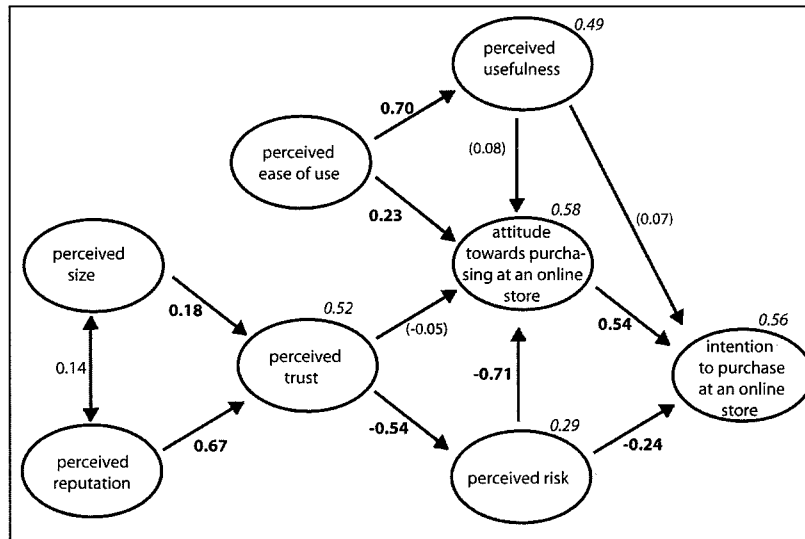 0.49
perceived
usefulness
0.70
perceived
ease of use
(0.08)
0.23
(0.07)
0.58
attitude
towards purcha-
sing at an online
store
perceived
size
0.18
0.52
(-0.05)
0.54
0.56
0.14
perceived
trust
-0.71
intention
to purchase
at an online
store
perceived
reputation
0.67
-0.54
0.29
-0.24
perceived risk